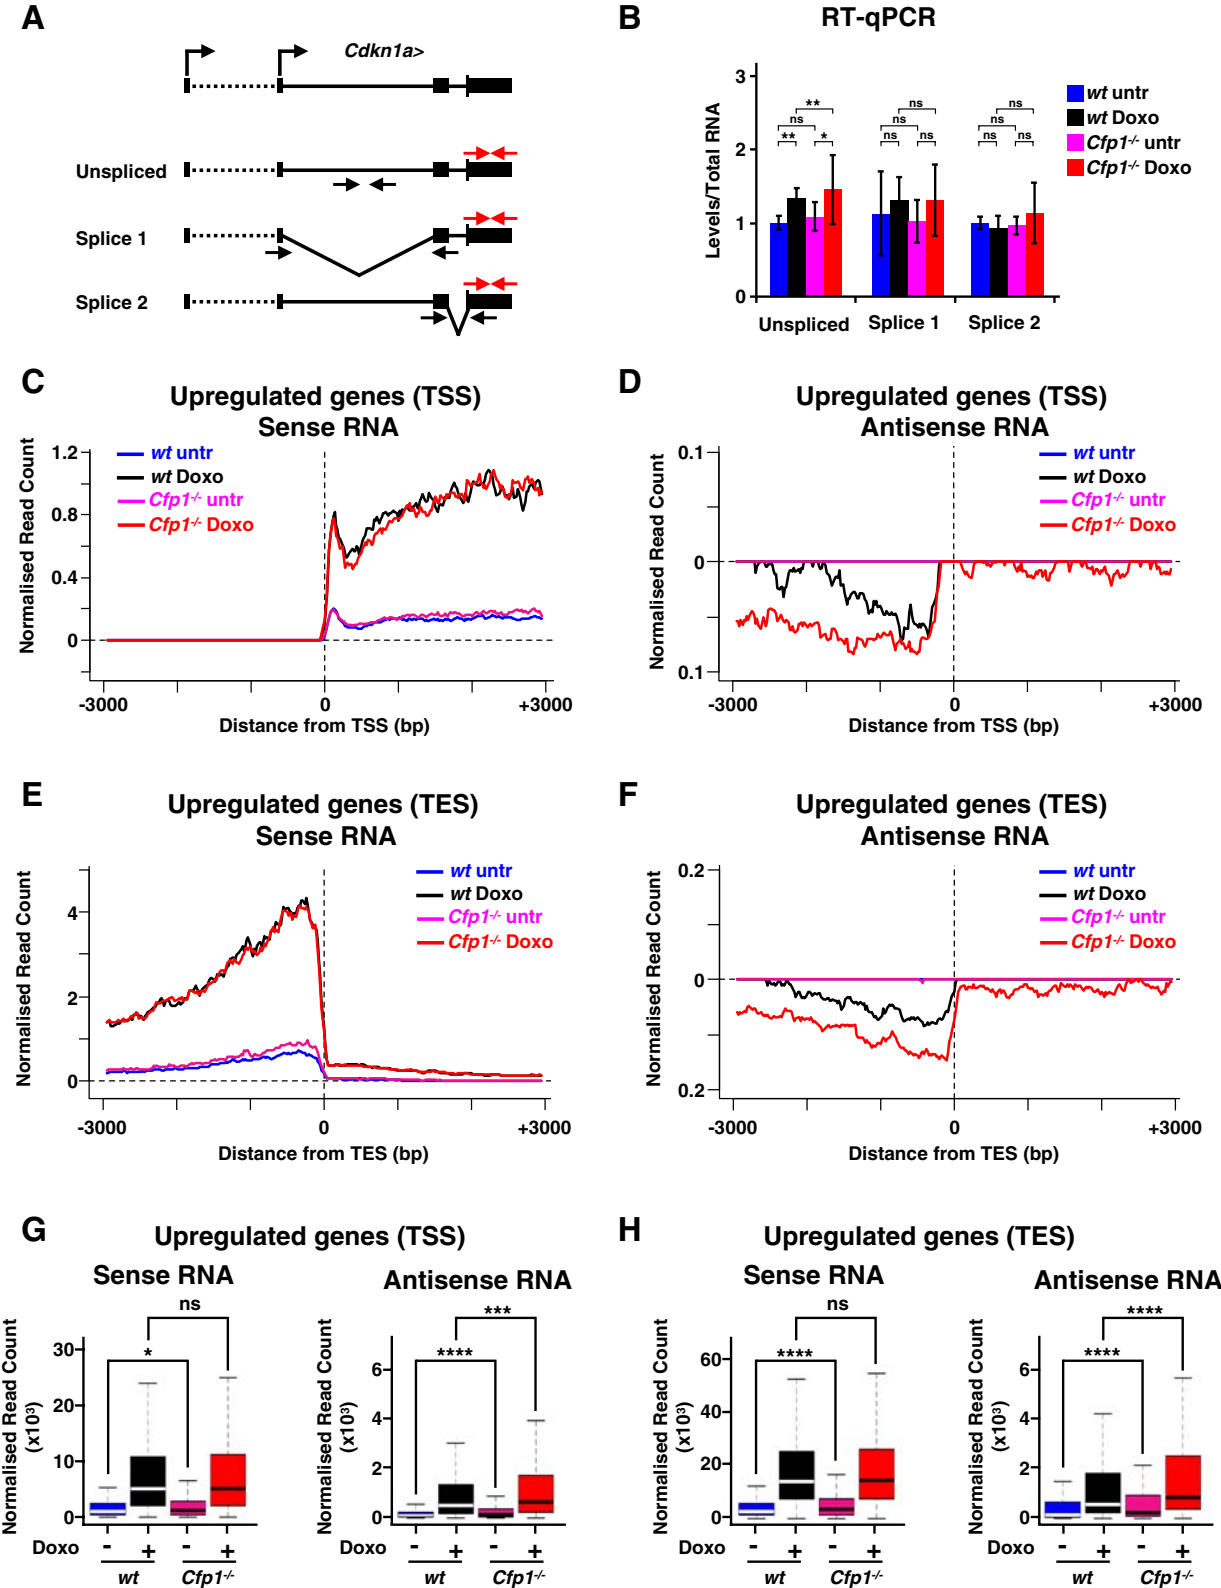 A
Cdkn1a>
Unspliced
Splice 1
Splice 2
B
RT-qPCR
Levels/Total RNA
3
2
1
0
** ns ** *
ns ns ns ns
ns ns ns ns
Unspliced Splice 1 Splice 2
wt untr
wt Doxo
Cfp1-/- untr
Cfp1-/- Doxo
C
Upregulated genes (TSS)
Sense RNA
Normalised Read Count
1.2
0.8
0.4
0
wt untr
wt Doxo
Cfp1-/- untr
Cfp1-/- Doxo
-3000 0 +3000
Distance from TSS (bp)
D
Upregulated genes (TSS)
Antisense RNA
Normalised Read Count
0.1
0
0.1
wt untr
wt Doxo
Cfp1-/- untr
Cfp1-/- Doxo
-3000 0 +3000
Distance from TSS (bp)
E
Upregulated genes (TES)
Sense RNA
Normalised Read Count
4
2
0
wt untr
wt Doxo
Cfp1-/- untr
Cfp1-/- Doxo
-3000 0 +3000
Distance from TES (bp)
F
Upregulated genes (TES)
Antisense RNA
Normalised Read Count
0.2
0
0.2
wt untr
wt Doxo
Cfp1-/- untr
Cfp1-/- Doxo
-3000 0 +3000
Distance from TES (bp)
G
Upregulated genes (TSS)
Sense RNA
Normalised Read Count
(x10³)
30
20
10
0
ns
*
Doxo - + - +
wt Cfp1-/-
Antisense RNA
Normalised Read Count
(x10³)
6
4
2
0
***
****
Doxo - + - +
wt Cfp1-/-
H
Upregulated genes (TES)
Sense RNA
Normalised Read Count
(x10³)
60
40
20
0
ns
****
Doxo - + - +
wt Cfp1-/-
Antisense RNA
Normalised Read Count
(x10³)
6
4
2
0
****
****
Doxo - + - +
wt Cfp1-/-